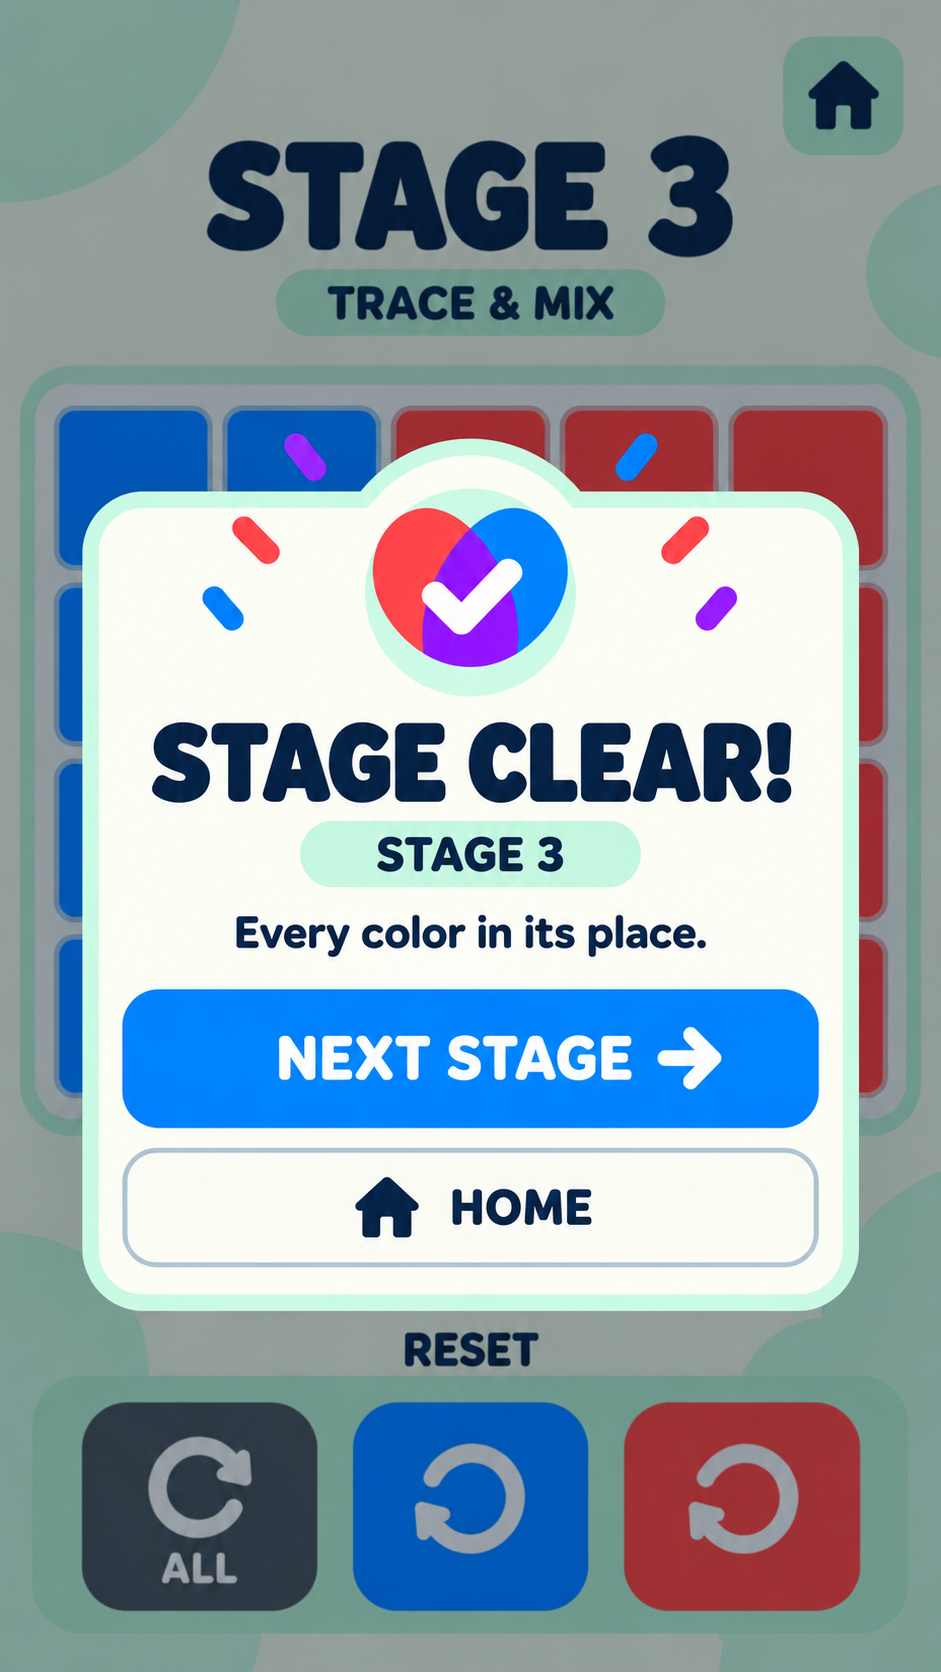 STAGE 3
TRACE & MIX
STAGE CLEAR!
STAGE 3
Every color in its place.
NEXT STAGE
HOME
RESET
ALL